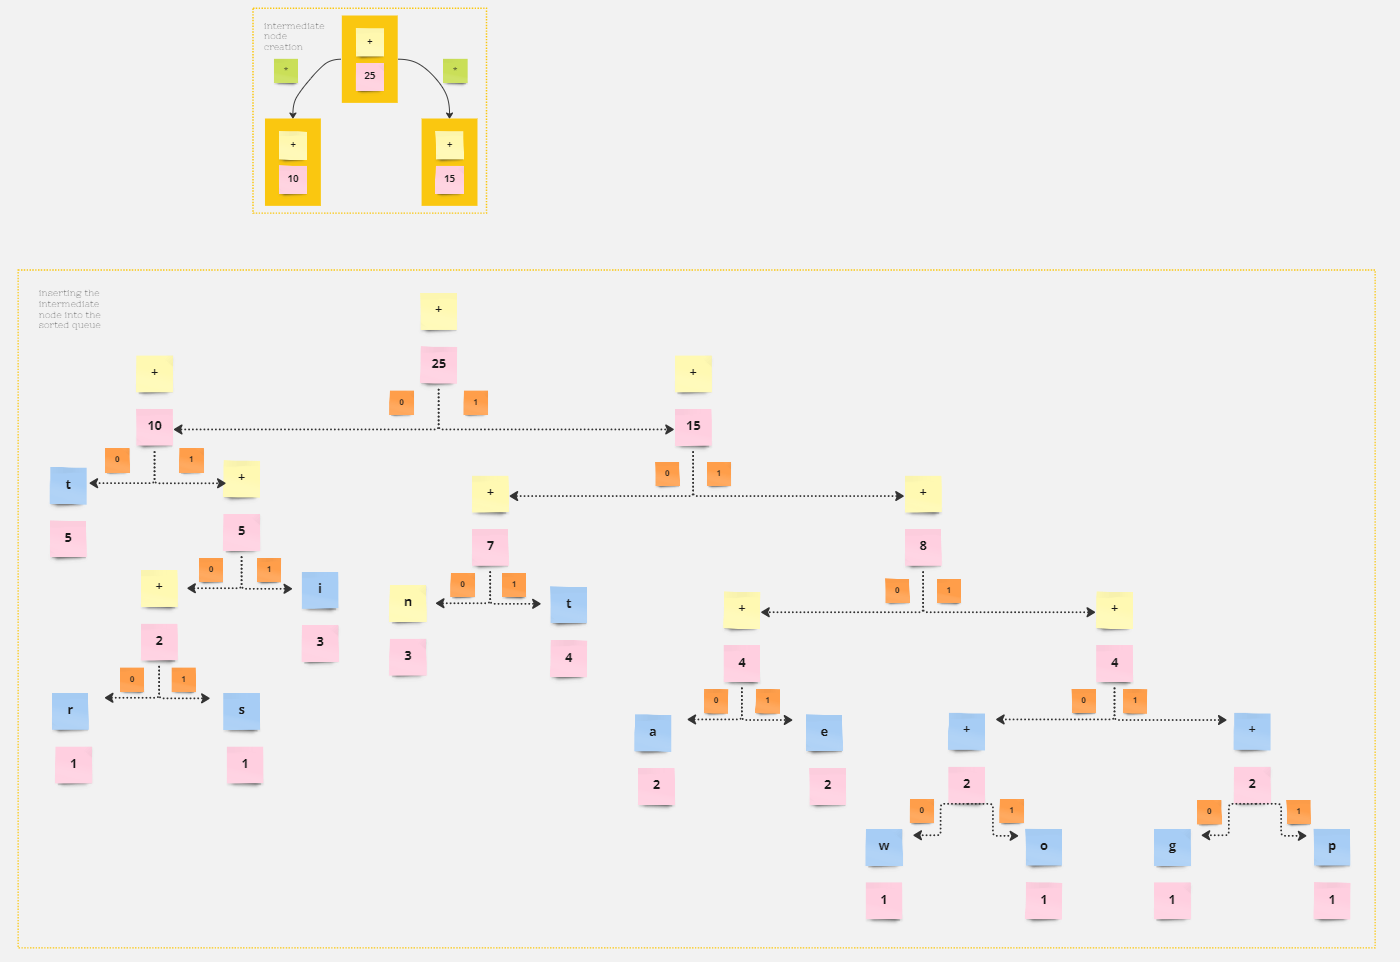 intermediate
node
creation
+
25
*
*
+
10
+
15
inserting the
intermediate
node into the
sorted queue
+
25
0 1
+
10
+
15
0 1
0 1
t
5
+
5
+
7
+
8
0 1
0 1
0 1
+
2
i
3
n
3
t
4
+
4
+
4
0 1
0 1
0 1
r
1
s
1
a
2
e
2
+
2
+
2
0 1
0 1
w
1
o
1
g
1
p
1